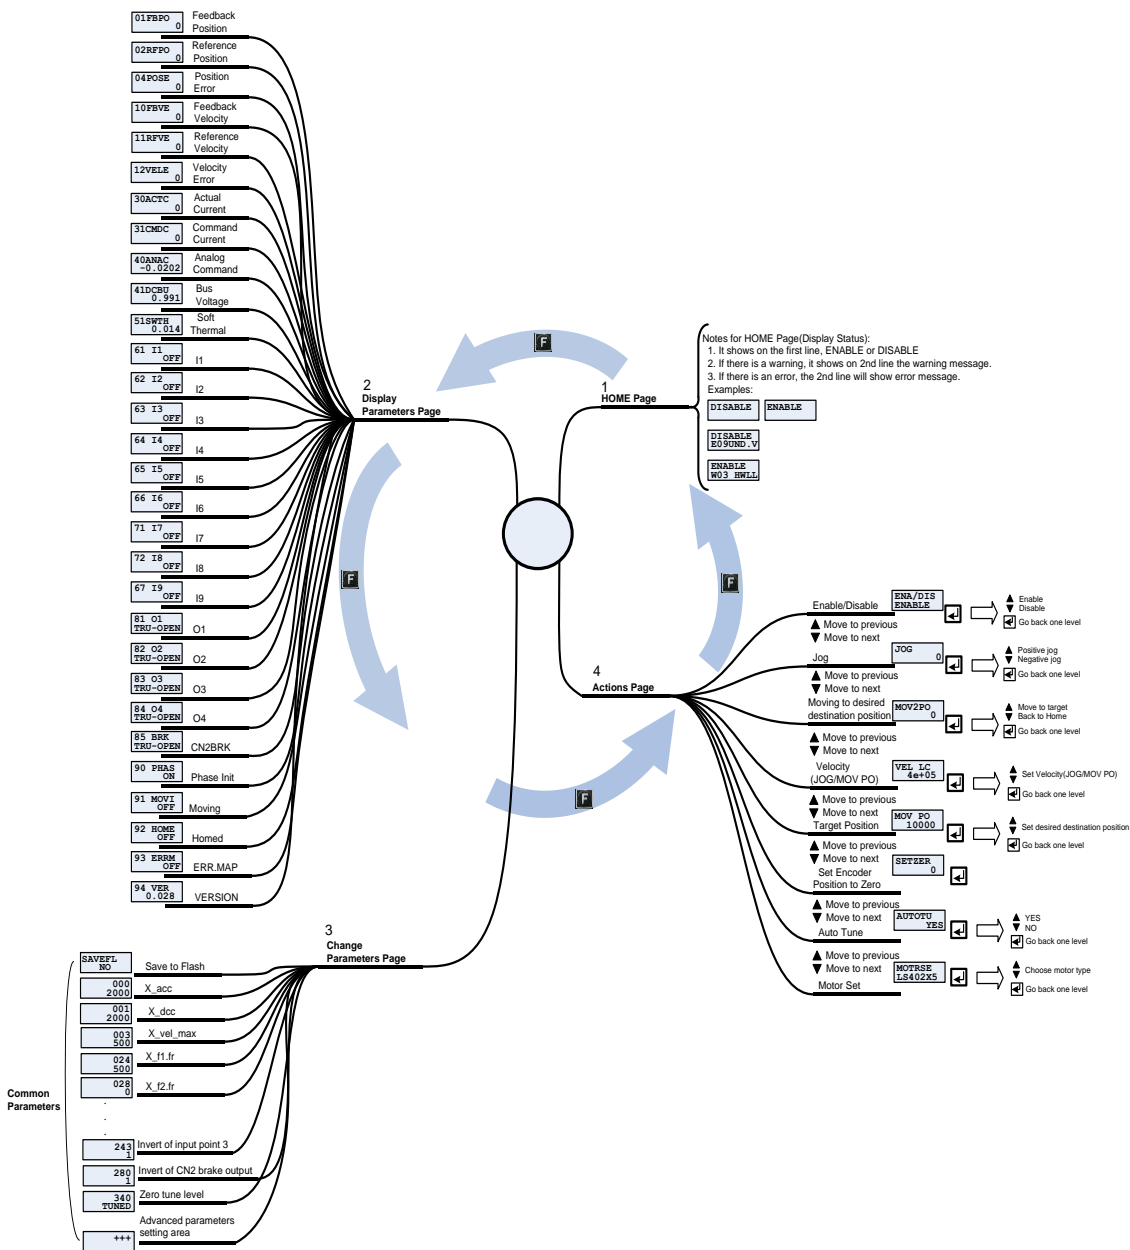 01FBPO
0
Feedback
Position
02RFPO
0
Reference
Position
04POSE
0
Position
Error
10FBVE
0
Feedback
Velocity
11RFVE
0
Reference
Velocity
12VELE
0
Velocity
Error
30ACTC
0
Actual
Current
31CMDC
0
Command
Current
40ANAC
-0.0202
Analog
Command
41DCBU
0.991
Bus
Voltage
51SWTH
0.014
Soft
Thermal
61 I1
OFF
I1
62 I2
OFF
I2
63 I3
OFF
I3
64 I4
OFF
I4
65 I5
OFF
I5
66 I6
OFF
I6
71 I7
OFF
I7
72 I8
OFF
I8
67 I9
OFF
I9
81 O1
TRU-OPEN
O1
82 O2
TRU-OPEN
O2
83 O3
TRU-OPEN
O3
84 O4
TRU-OPEN
O4
85 BRK
TRU-OPEN
CN2BRK
90 PHAS
ON
Phase Init
91 MOVI
OFF
Moving
92 HOME
OFF
Homed
93 ERRM
OFF
ERR.MAP
94 VER
0.028
VERSION
2
Display
Parameters Page
F
F
F
F
1
HOME Page
Notes for HOME Page(Display Status):
1. It shows on the first line, ENABLE or DISABLE
2. If there is a warning, it shows on 2nd line the warning message.
3. If there is an error, the 2nd line will show error message.
Examples:
DISABLE
ENABLE
DISABLE
E09UND.V
ENABLE
W03 HWLL
4
Actions Page
Enable/Disable
ENA/DIS
ENABLE
▲ Enable
▼ Disable
Go back one level
▲ Move to previous
▼ Move to next
Jog
JOG
0
▲ Positive jog
▼ Negative jog
Go back one level
▲ Move to previous
▼ Move to next
Moving to desired
destination position
MOV2PO
0
▲ Move to target
▼ Back to Home
Go back one level
▲ Move to previous
▼ Move to next
Velocity
(JOG/MOV PO)
VEL LC
4e+05
▲
▼ Set Velocity(JOG/MOV PO)
Go back one level
▲ Move to previous
▼ Move to next
Target Position
MOV PO
10000
▲
▼ Set desired destination position
Go back one level
▲ Move to previous
▼ Move to next
Set Encoder
Position to Zero
SETZER
0
▲ Move to previous
▼ Move to next
Auto Tune
AUTOTU
YES
▲ YES
▼ NO
Go back one level
▲ Move to previous
▼ Move to next
Motor Set
MOTRSE
LS402X5
▲
▼ Choose motor type
Go back one level
3
Change
Parameters Page
Common
Parameters
SAVEFL
NO
Save to Flash
000
2000
X_acc
001
2000
X_dcc
003
500
X_vel_max
024
500
X_f1.fr
028
0
X_f2.fr
.
.
.
243
1
Invert of input point 3
280
1
Invert of CN2 brake output
340
TUNED
Zero tune level
+++
Advanced parameters
setting area